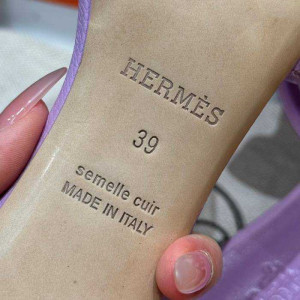 HERMÈS
39
semelle cuir
MADE IN ITALY